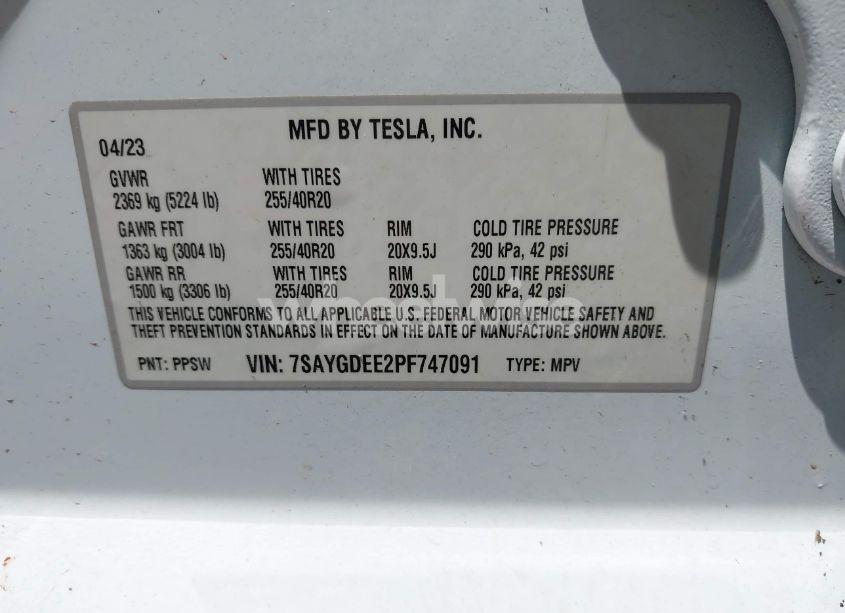 MFD BY TESLA, INC.
04/23
GVWR WITH TIRES
2369 kg (5224 lb) 255/40R20
GAWR FRT WITH TIRES RIM COLD TIRE PRESSURE
1363 kg (3004 lb) 255/40R20 20X9.5J 290 kPa, 42 psi
GAWR RR WITH TIRES RIM COLD TIRE PRESSURE
1500 kg (3306 lb) 255/40R20 20X9.5J 290 kPa, 42 psi
THIS VEHICLE CONFORMS TO ALL APPLICABLE U.S. FEDERAL MOTOR VEHICLE SAFETY AND
THEFT PREVENTION STANDARDS IN EFFECT ON THE DATE OF MANUFACTURE SHOWN ABOVE.
PNT: PPSW VIN: 7SAYGDEE2PF747091 TYPE: MPV